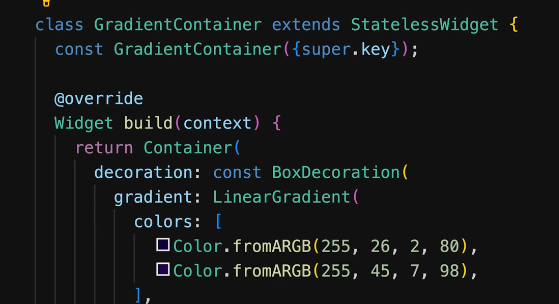 class GradientContainer extends StatelessWidget {
const GradientContainer({super.key});
@override
Widget build(context) {
return Container(
decoration: const BoxDecoration(
gradient: LinearGradient(
colors: [
Color.fromARGB(255, 26, 2, 80),
Color.fromARGB(255, 45, 7, 98),
],